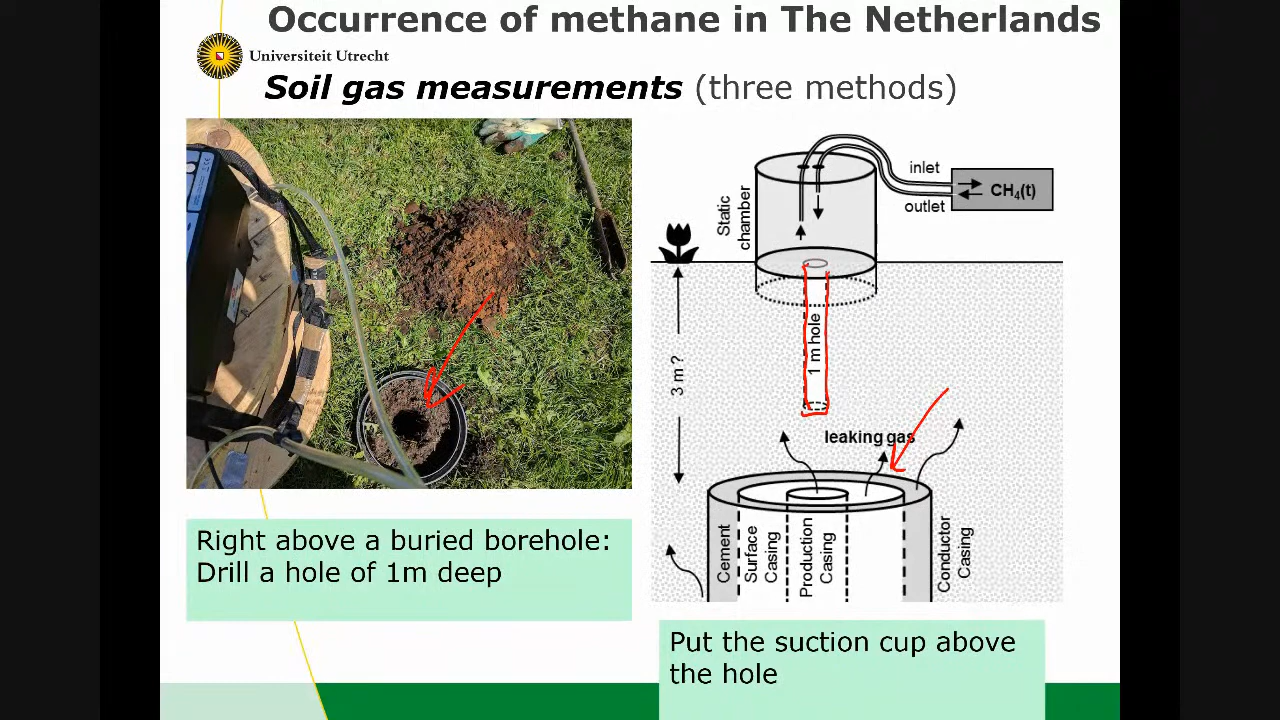 Occurrence of methane in The Netherlands
Universiteit Utrecht
Soil gas measurements (three methods)
inlet
CH₄(t)
outlet
Static
chamber
1 m hole
3 m ?
leaking gas
Cement
Surface
Casing
Production
Casing
Conductor
Casing
Right above a buried borehole:
Drill a hole of 1m deep
Put the suction cup above
the hole